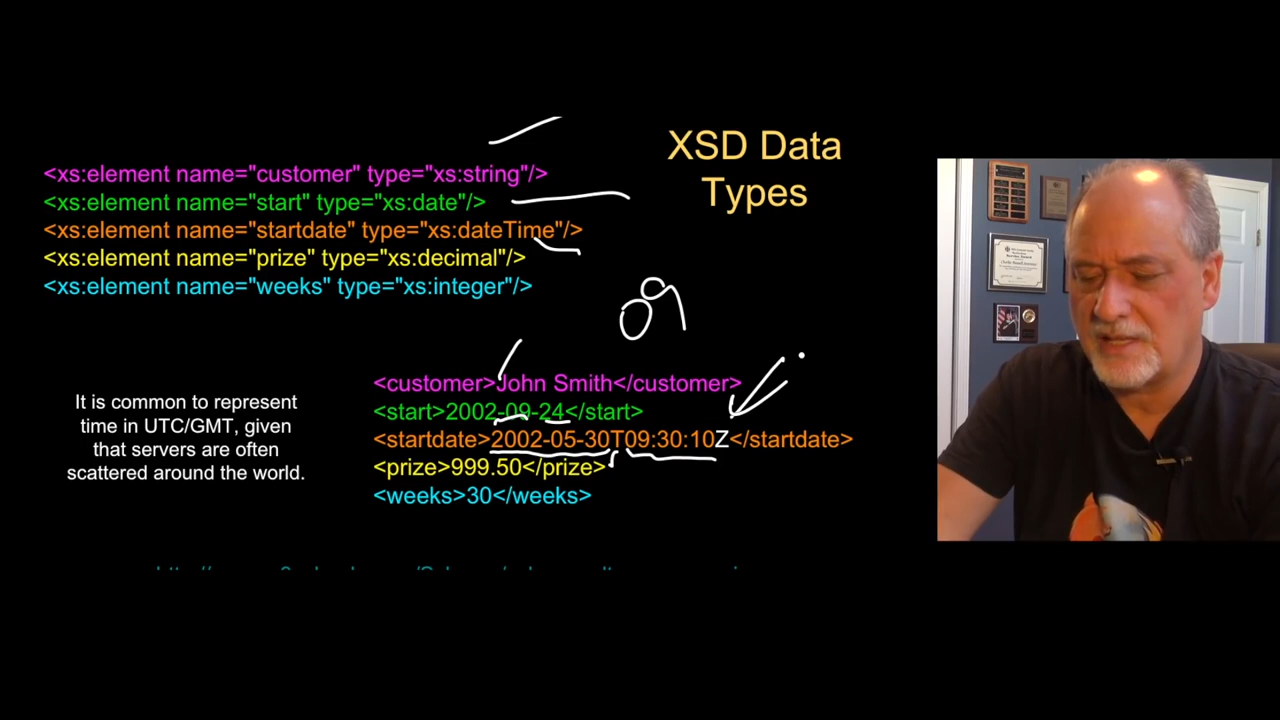 XSD Data
Types
<xs:element name="customer" type="xs:string"/>
<xs:element name="start" type="xs:date"/>
<xs:element name="startdate" type="xs:dateTime"/>
<xs:element name="prize" type="xs:decimal"/>
<xs:element name="weeks" type="xs:integer"/>
09
It is common to represent
time in UTC/GMT, given
that servers are often
scattered around the world.
<customer>John Smith</customer>
<start>2002-09-24</start>
<startdate>2002-05-30T09:30:10Z</startdate>
<prize>999.50</prize>
<weeks>30</weeks>